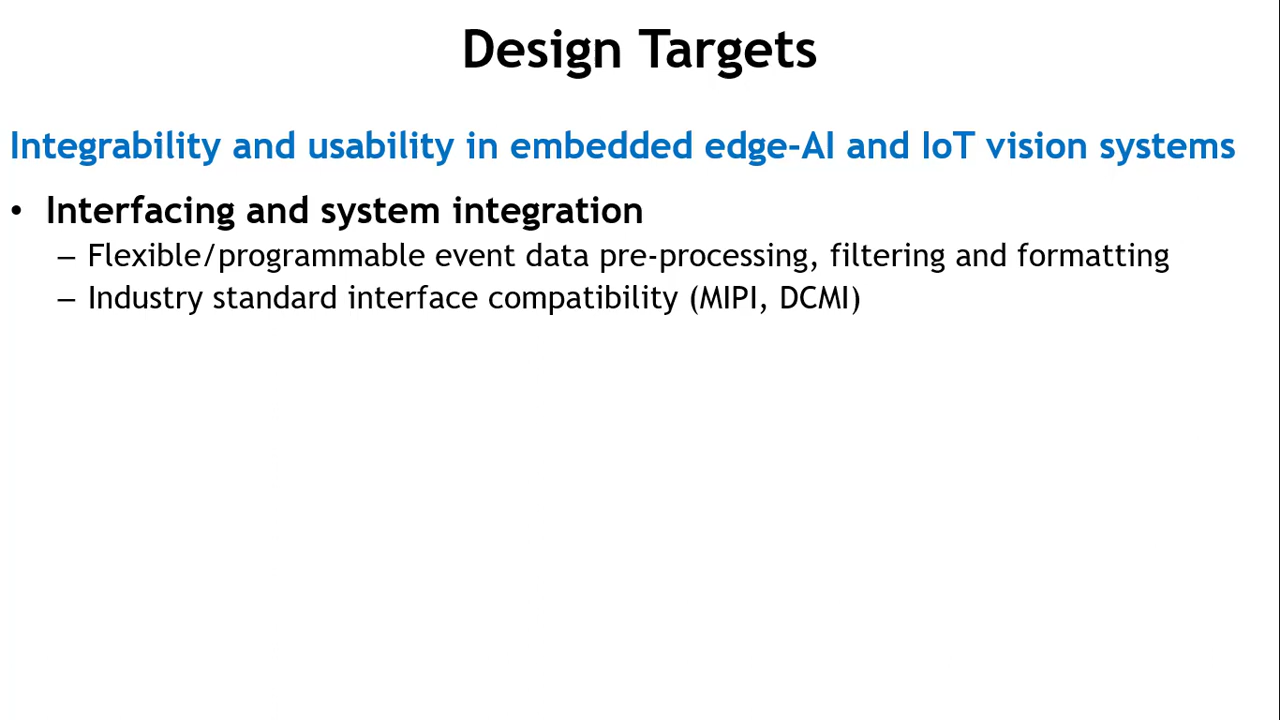 Design Targets
Integrability and usability in embedded edge-AI and IoT vision systems
• Interfacing and system integration
– Flexible/programmable event data pre-processing, filtering and formatting
– Industry standard interface compatibility (MIPI, DCMI)